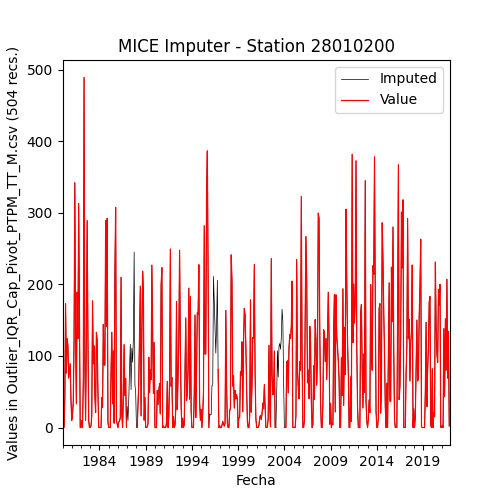 MICE Imputer - Station 28010200
Values in Outlier_IQR_Cap_Pivot_PTPM_TT_M.csv (504 recs.)
500
400
300
200
100
0
Imputed
Value
1984 1989 1994 1999 2004 2009 2014 2019
Fecha